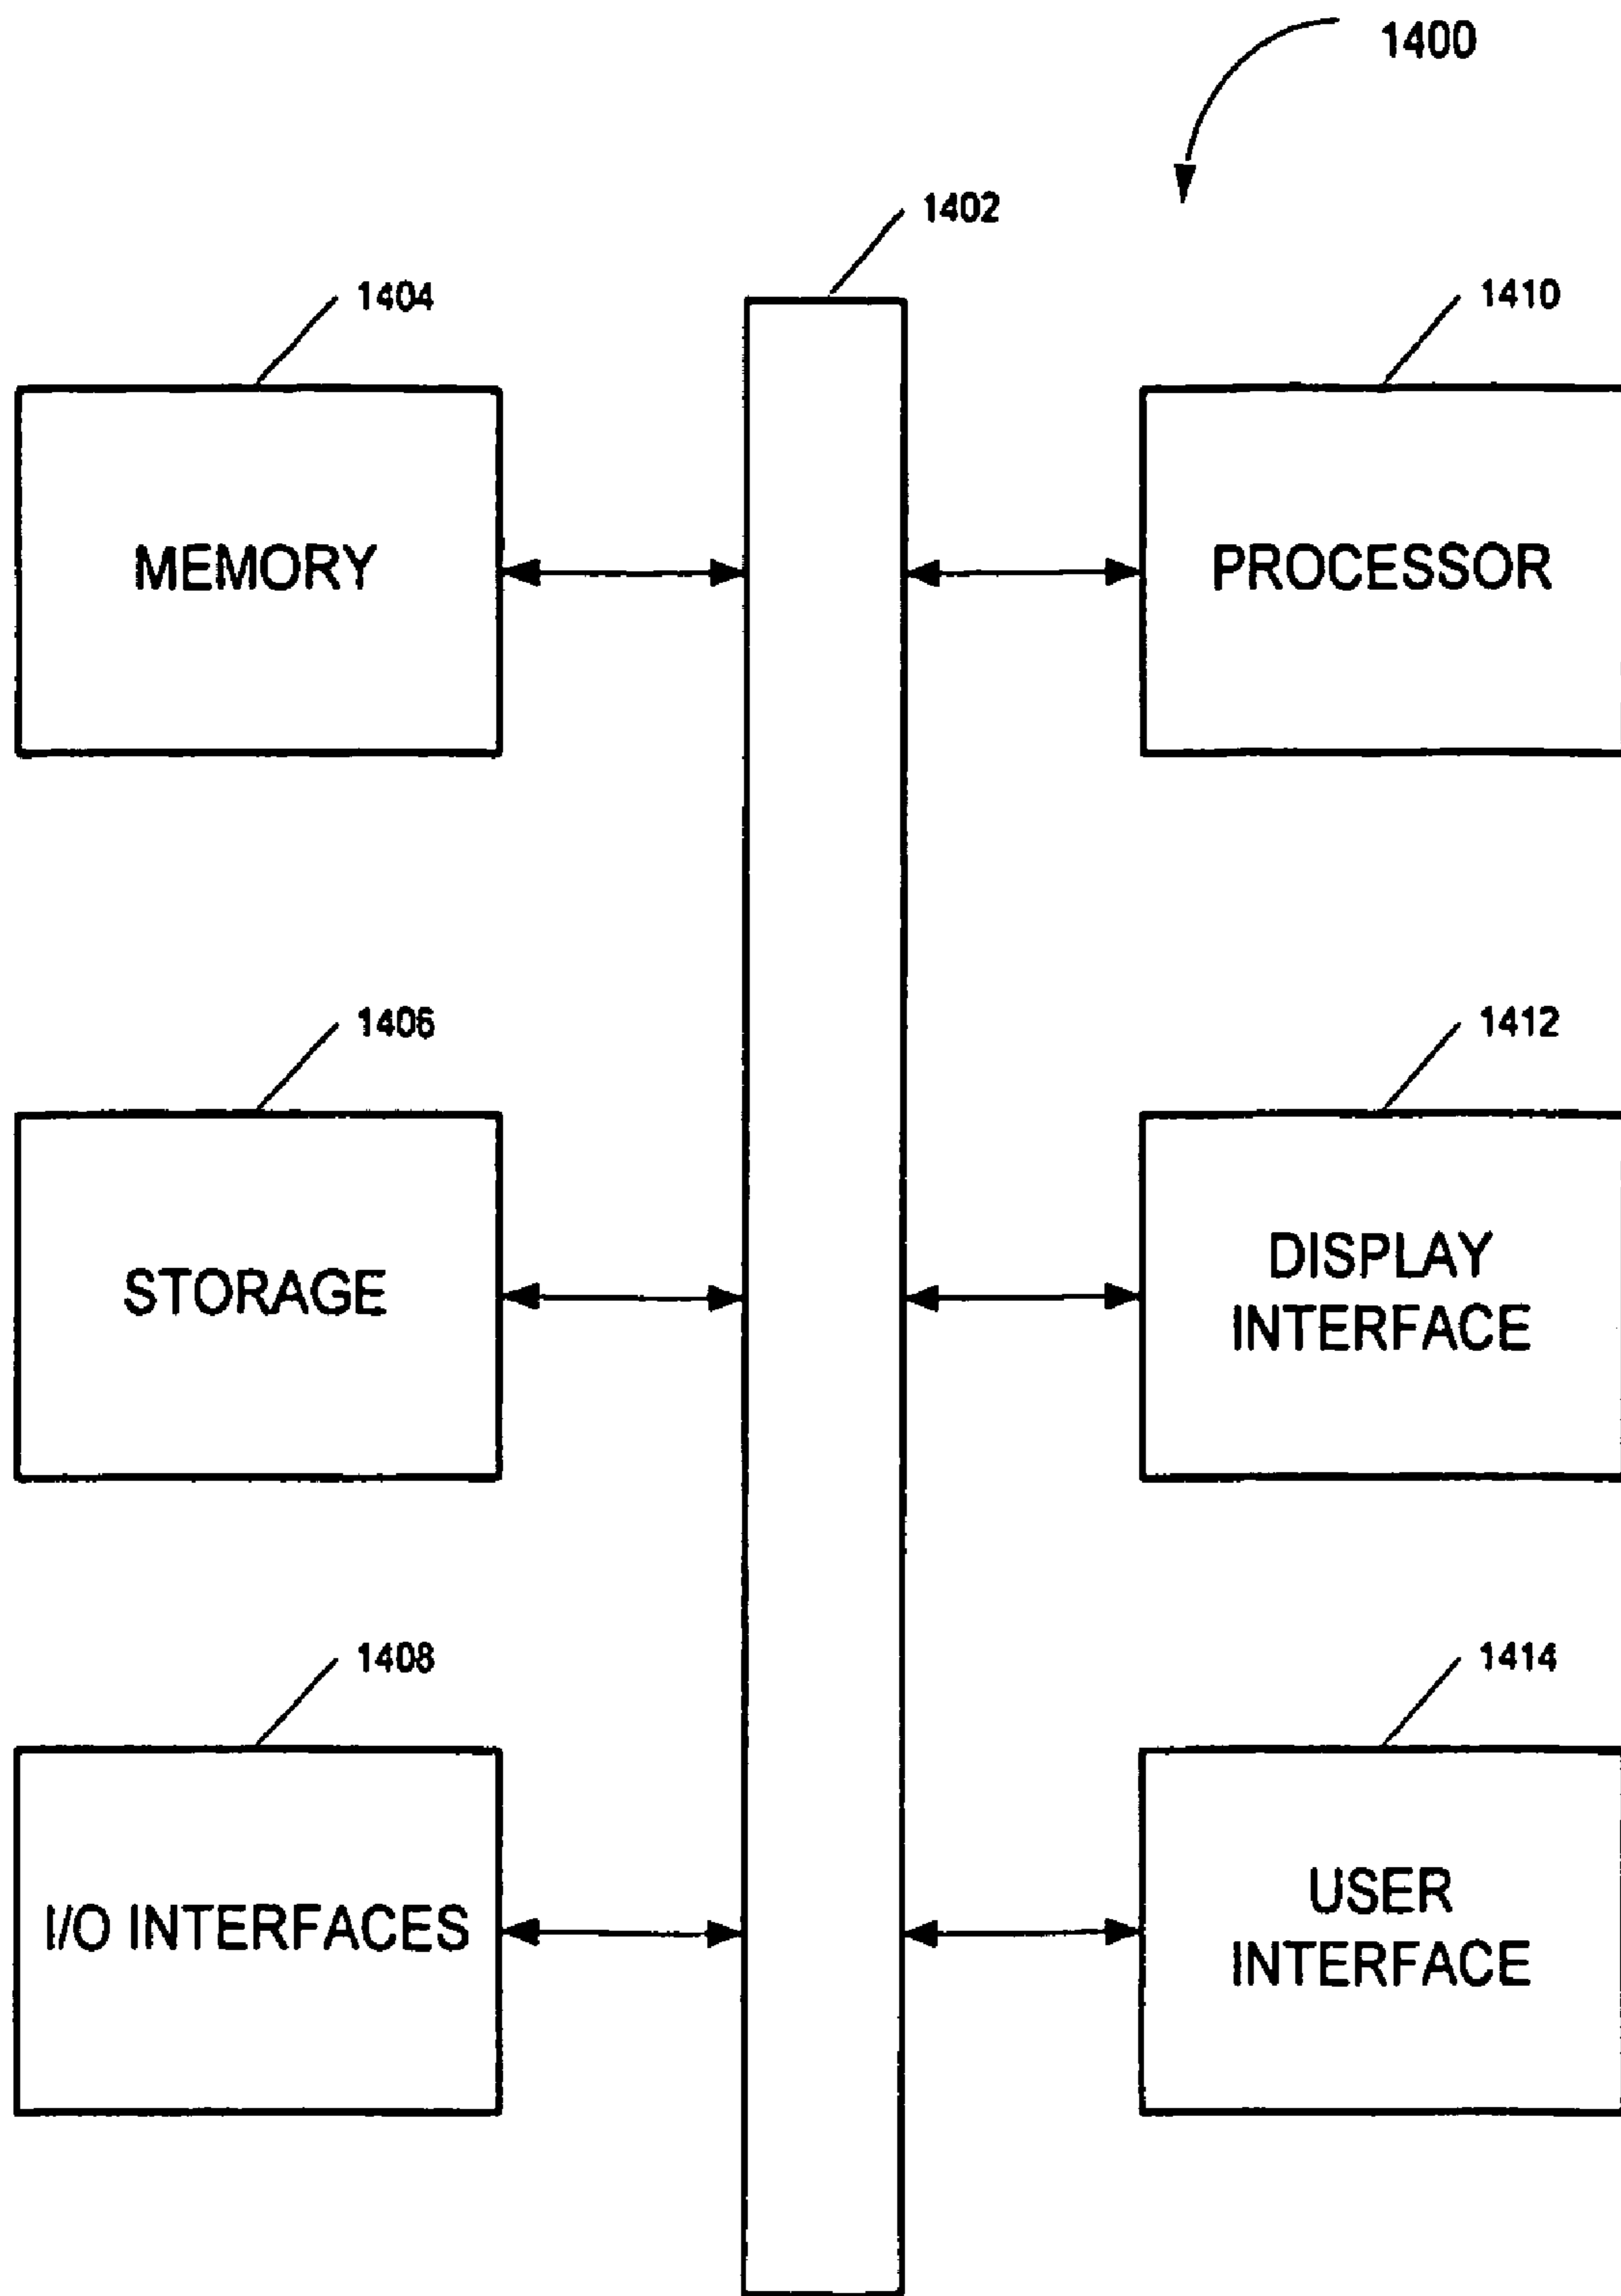 1400
1402
1404
1410
MEMORY
PROCESSOR
1406
1412
STORAGE
DISPLAY
INTERFACE
1408
1414
I/O INTERFACES
USER
INTERFACE